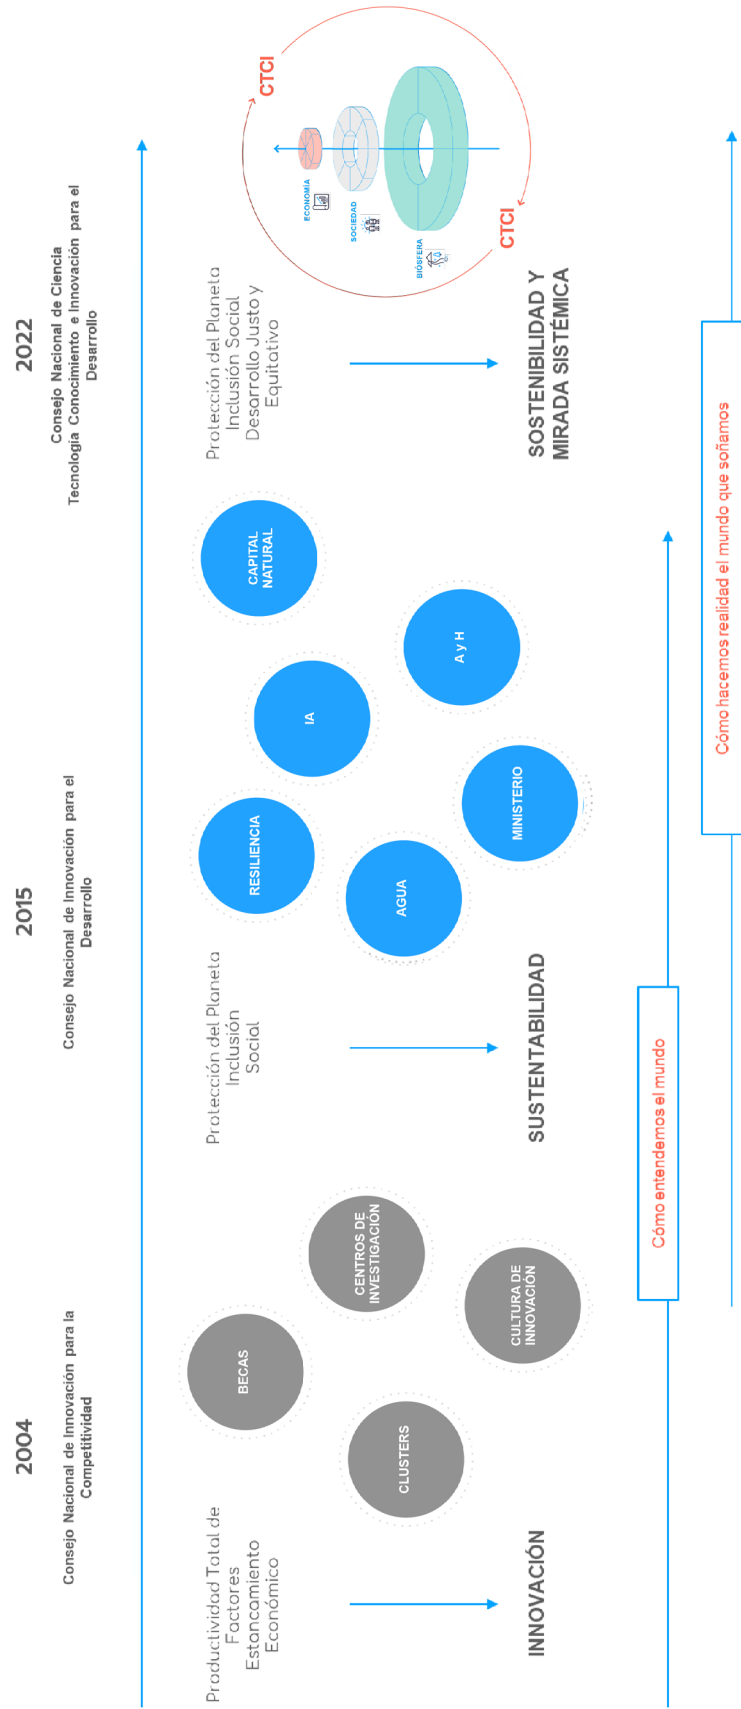 2004
Consejo Nacional de Innovación para la
Competitividad
2015
Consejo Nacional de Innovación para el
Desarrollo
2022
Consejo Nacional de Ciencia
Tecnología Conocimiento e Innovación para el
Desarrollo
Productividad Total de
Factores
Estancamiento
Económico
INNOVACIÓN
BECAS
CLUSTERS
CENTROS DE
INVESTIGACIÓN
CULTURA DE
INNOVACIÓN
Protección del Planeta
Inclusión
Social
SUSTENTABILIDAD
RESILIENCIA
AGUA
IA
MINISTERIO
CAPITAL
NATURAL
A y H
Protección del Planeta
Inclusión Social
Desarrollo Justo y
Equitativo
SOSTENIBILIDAD Y
MIRADA SISTÉMICA
CTCI
ECONOMÍA
SOCIEDAD
BIÓSFERA
CTCI
Cómo entendemos el mundo
Cómo hacemos realidad el mundo que soñamos